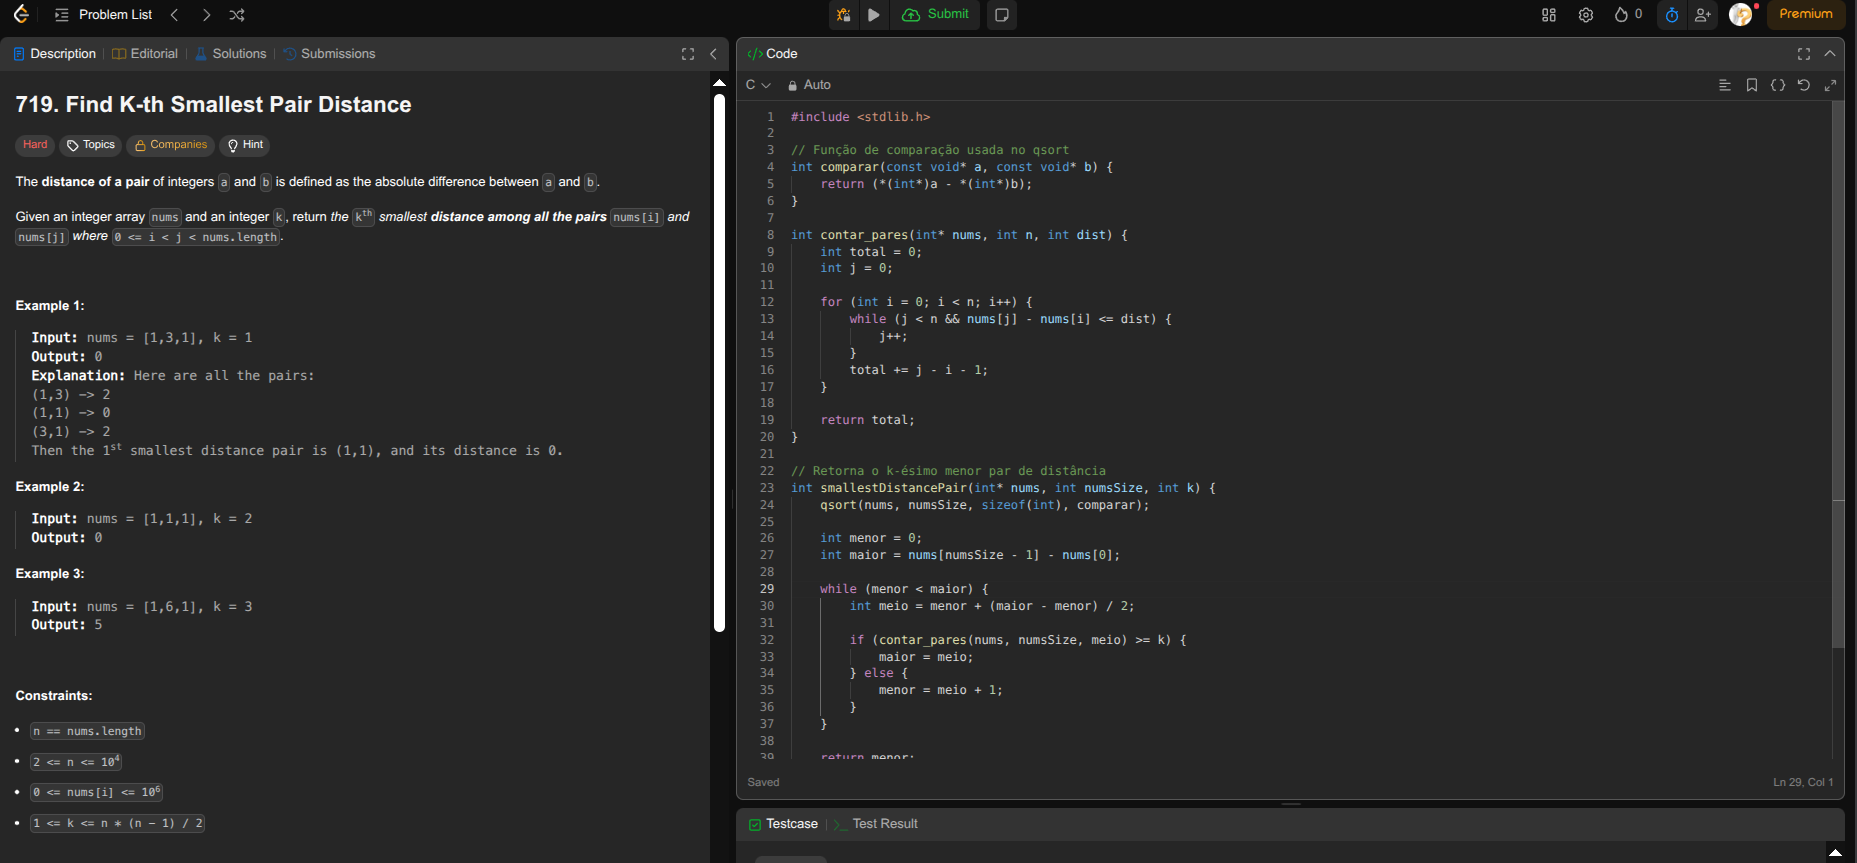 Problem List
Submit
0
Premium
Description
Editorial
Solutions
Submissions
719. Find K-th Smallest Pair Distance
Hard
Topics
Companies
Hint
The distance of a pair of integers a and b is defined as the absolute difference between a and b.
Given an integer array nums and an integer k, return the kth smallest distance among all the pairs nums[i] and
nums[j] where 0 <= i < j < nums.length.
Example 1:
Input: nums = [1,3,1], k = 1
Output: 0
Explanation: Here are all the pairs:
(1,3) -> 2
(1,1) -> 0
(3,1) -> 2
Then the 1st smallest distance pair is (1,1), and its distance is 0.
Example 2:
Input: nums = [1,1,1], k = 2
Output: 0
Example 3:
Input: nums = [1,6,1], k = 3
Output: 5
Constraints:
• n == nums.length
• 2 <= n <= 10^4
• 0 <= nums[i] <= 10^6
• 1 <= k <= n * (n - 1) / 2
</> Code
C
Auto
1 #include <stdlib.h>
2
3 // Função de comparação usada no qsort
4 int comparar(const void* a, const void* b) {
5     return (*(int*)a - *(int*)b);
6 }
7
8 int contar_pares(int* nums, int n, int dist) {
9     int total = 0;
10     int j = 0;
11
12     for (int i = 0; i < n; i++) {
13         while (j < n && nums[j] - nums[i] <= dist) {
14             j++;
15         }
16         total += j - i - 1;
17     }
18
19     return total;
20 }
21
22 // Retorna o k-ésimo menor par de distância
23 int smallestDistancePair(int* nums, int numsSize, int k) {
24     qsort(nums, numsSize, sizeof(int), comparar);
25
26     int menor = 0;
27     int maior = nums[numsSize - 1] - nums[0];
28
29     while (menor < maior) {
30         int meio = menor + (maior - menor) / 2;
31
32         if (contar_pares(nums, numsSize, meio) >= k) {
33             maior = meio;
34         } else {
35             menor = meio + 1;
36         }
37     }
38
39     return menor;
Saved
Ln 29, Col 1
Testcase
>_ Test Result